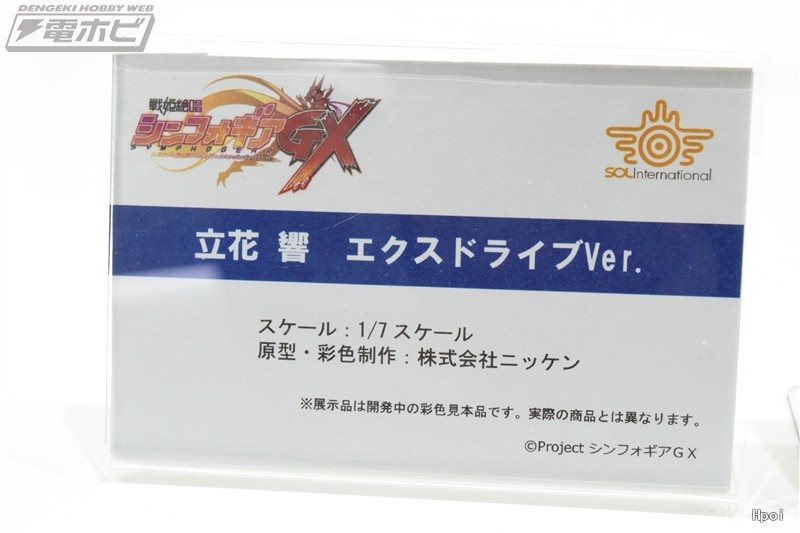 DENGEKI HOBBY WEB
電ホビ
戦姫絶唱
シンフォギアGX
SYMPHOGEAR
SOLInternational
立花 響 エクスドライブVer.
スケール：1/7スケール
原型・彩色制作：株式会社ニッケン
※展示品は開発中の彩色見本品です。実際の商品とは異なります。
©Project シンフォギアＧＸ
Hpoi